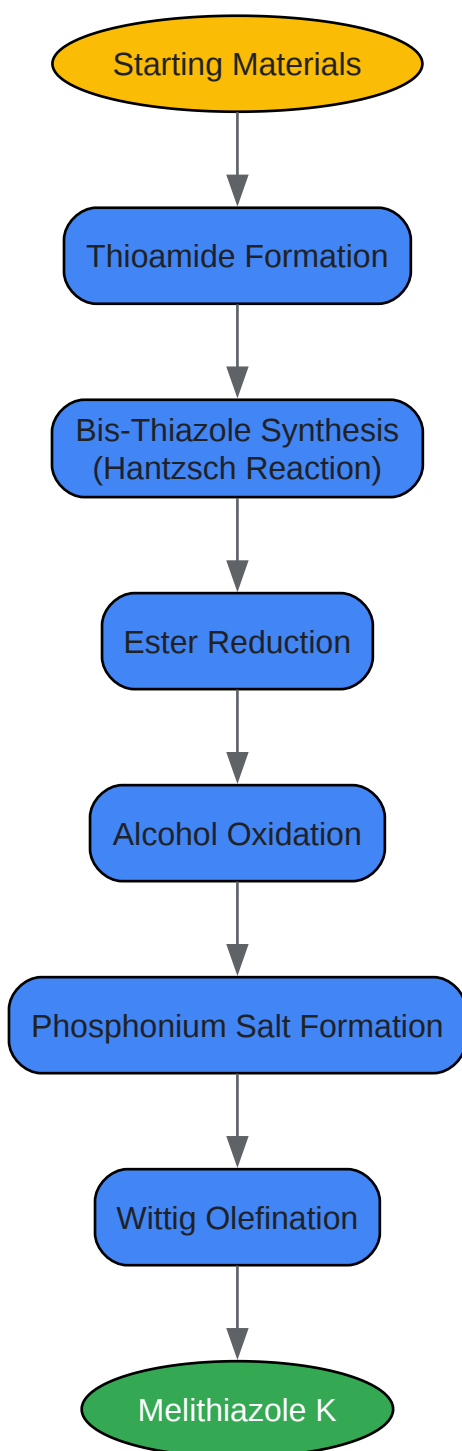 Starting Materials
Thioamide Formation
Bis-Thiazole Synthesis
(Hantzsch Reaction)
Ester Reduction
Alcohol Oxidation
Phosphonium Salt Formation
Wittig Olefination
Melithiazole K